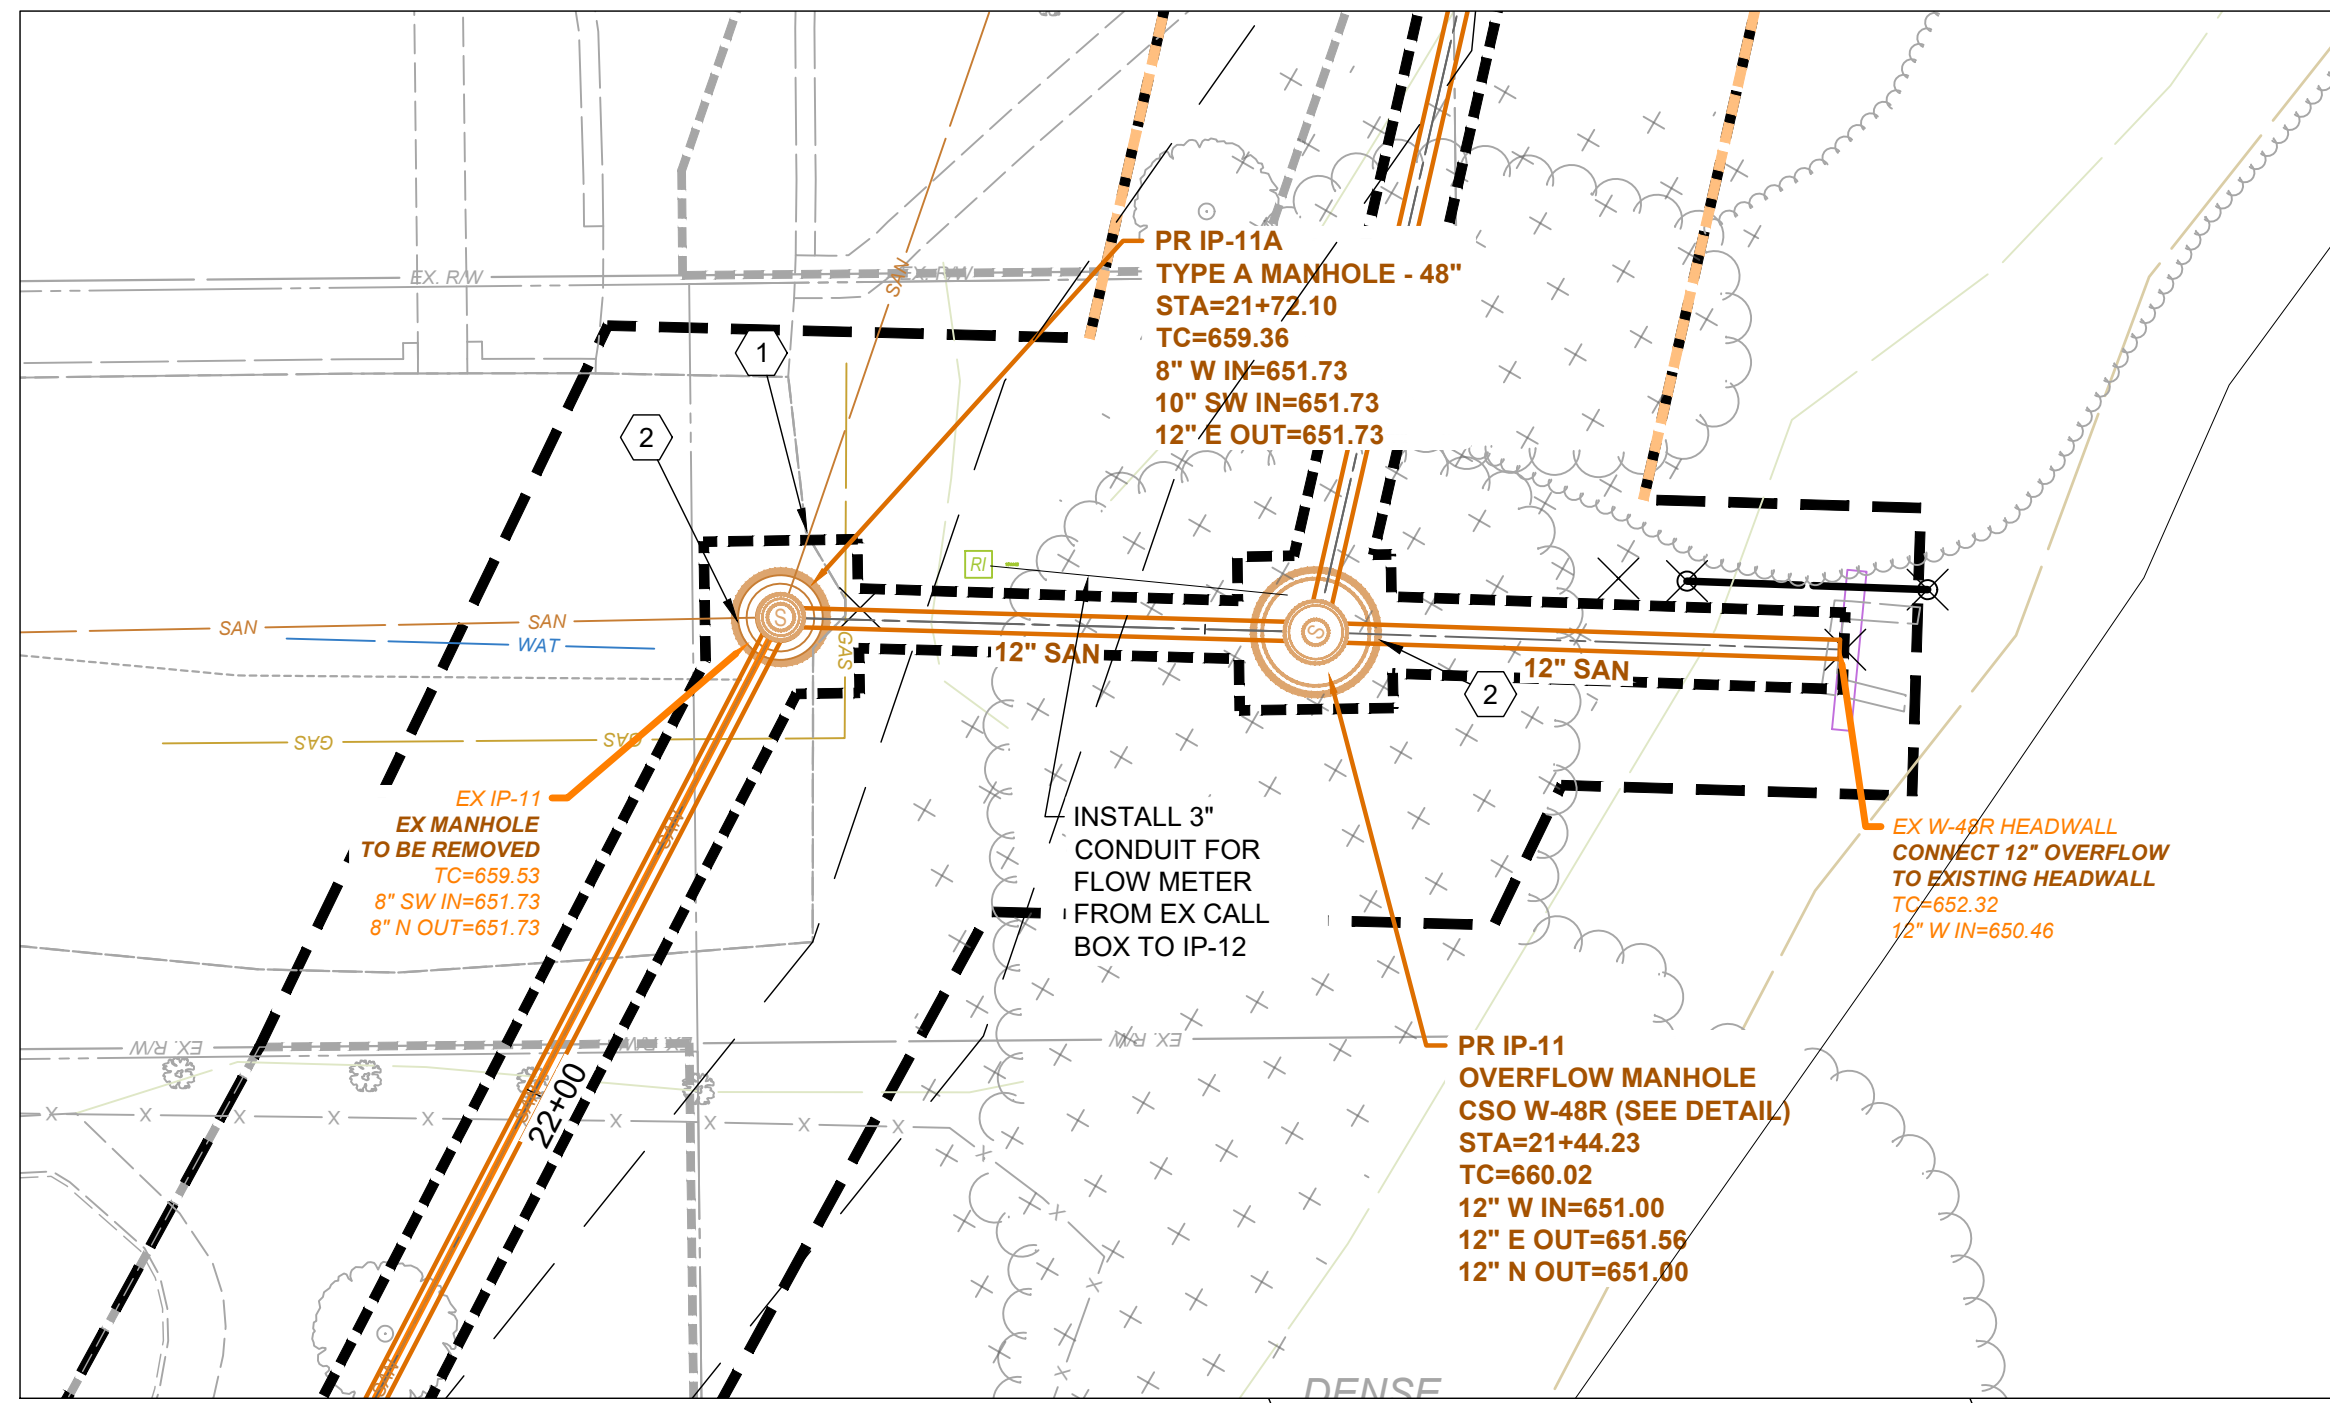 EX. R/W
EX. R/W
SAN
PR IP-11A
TYPE A MANHOLE - 48"
STA=21+72.10
TC=659.36
8" W IN=651.73
10" SW IN=651.73
12" E OUT=651.73
1
2
RI
S
S
SAN
SAN
WAT
GAS
12" SAN
12" SAN
2
GAS
GAS
EX IP-11
EX MANHOLE
TO BE REMOVED
TC=659.53
8" SW IN=651.73
8" N OUT=651.73
SAN
INSTALL 3"
CONDUIT FOR
FLOW METER
FROM EX CALL
BOX TO IP-12
EX W-48R HEADWALL
CONNECT 12" OVERFLOW
TO EXISTING HEADWALL
TC=652.32
12" W IN=650.46
EX. R/W
EX. R/W
EX. R/W
PR IP-11
OVERFLOW MANHOLE
CSO W-48R (SEE DETAIL)
STA=21+44.23
TC=660.02
12" W IN=651.00
12" E OUT=651.56
12" N OUT=651.00
22+00
SAN
DENSE